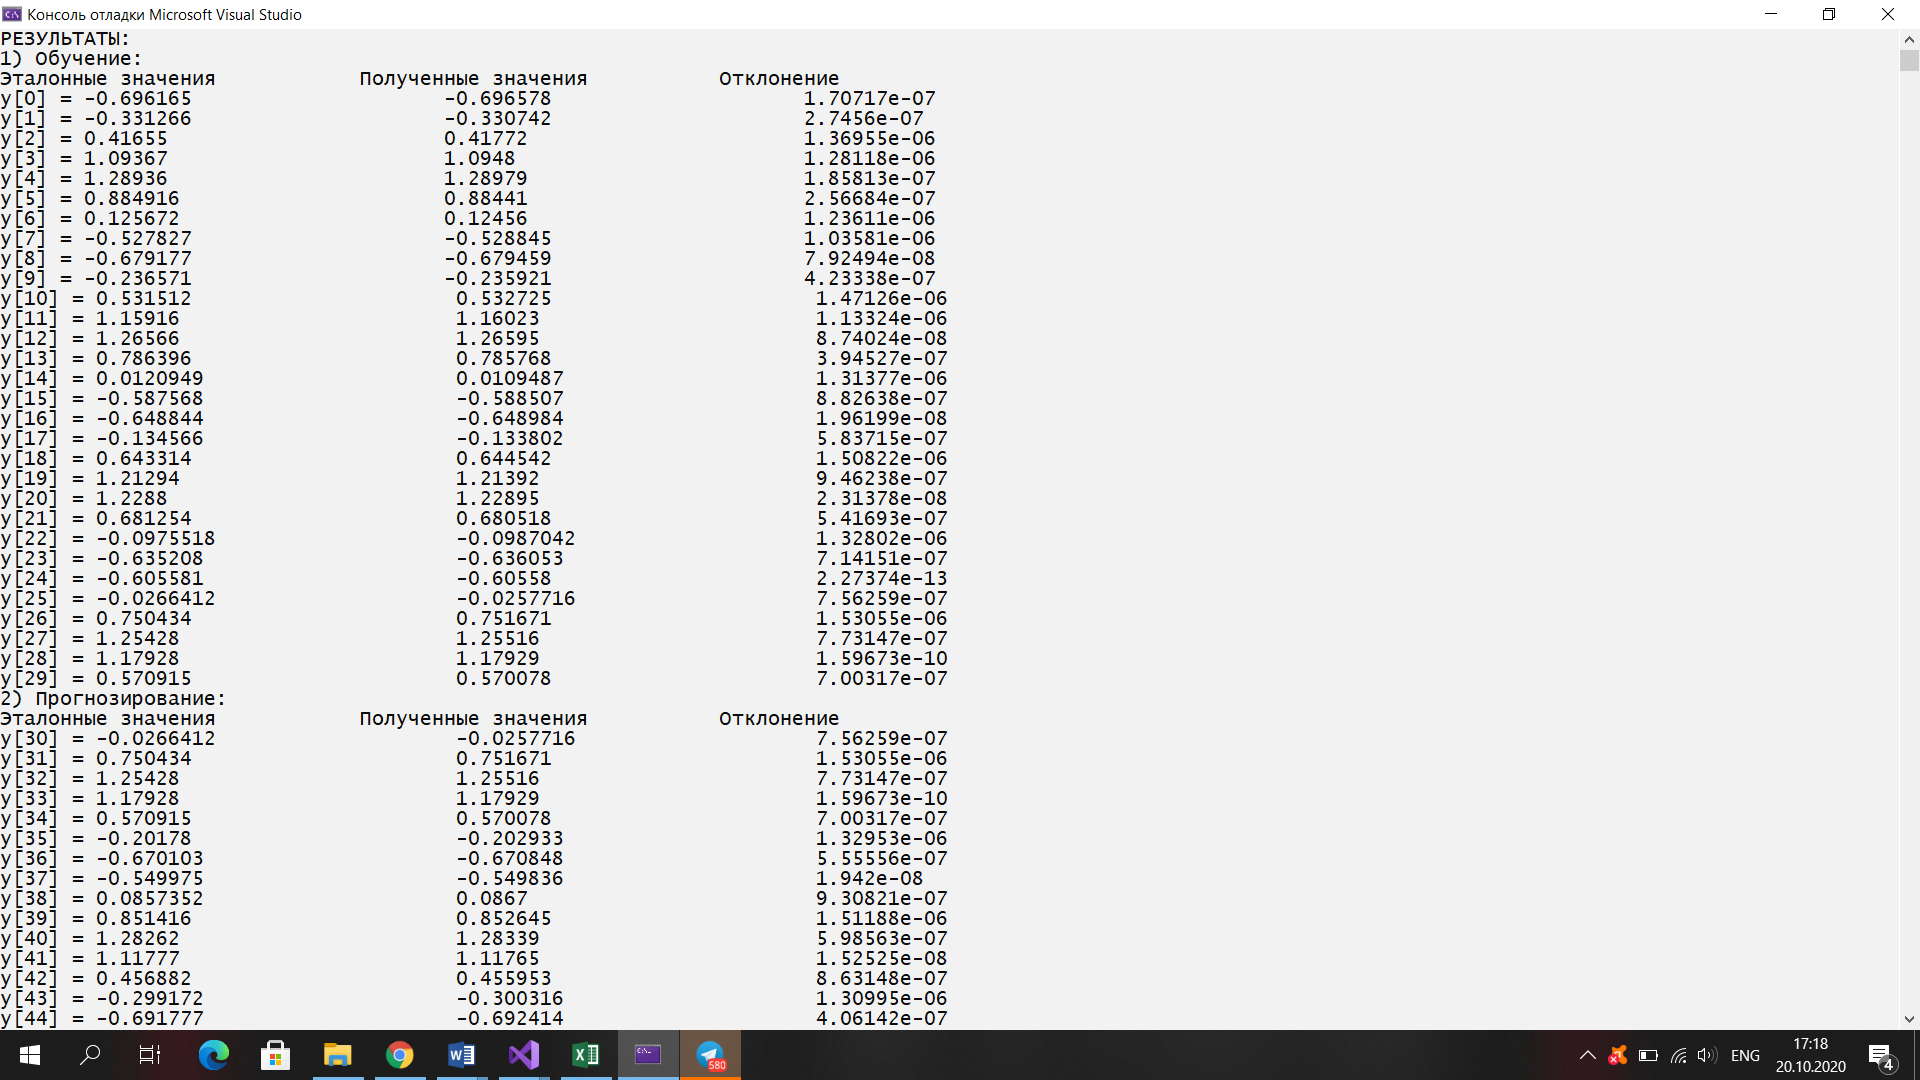 Консоль отладки Microsoft Visual Studio
РЕЗУЛЬТАТЫ:
1) Обучение:
Эталонные значения Полученные значения Отклонение
y[0] = -0.696165 -0.696578 1.70717e-07
y[1] = -0.331266 -0.330742 2.7456e-07
y[2] = 0.41655 0.41772 1.36955e-06
y[3] = 1.09367 1.0948 1.28118e-06
y[4] = 1.28936 1.28979 1.85813e-07
y[5] = 0.884916 0.88441 2.56684e-07
y[6] = 0.125672 0.12456 1.23611e-06
y[7] = -0.527827 -0.528845 1.03581e-06
y[8] = -0.679177 -0.679459 7.92494e-08
y[9] = -0.236571 -0.235921 4.23338e-07
y[10] = 0.531512 0.532725 1.47126e-06
y[11] = 1.15916 1.16023 1.13324e-06
y[12] = 1.26566 1.26595 8.74024e-08
y[13] = 0.786396 0.785768 3.94527e-07
y[14] = 0.0120949 0.0109487 1.31377e-06
y[15] = -0.587568 -0.588507 8.82638e-07
y[16] = -0.648844 -0.648984 1.96199e-08
y[17] = -0.134566 -0.133802 5.83715e-07
y[18] = 0.643314 0.644542 1.50822e-06
y[19] = 1.21294 1.21392 9.46238e-07
y[20] = 1.2288 1.22895 2.31378e-08
y[21] = 0.681254 0.680518 5.41693e-07
y[22] = -0.0975518 -0.0987042 1.32802e-06
y[23] = -0.635208 -0.636053 7.14151e-07
y[24] = -0.605581 -0.60558 2.27374e-13
y[25] = -0.0266412 -0.0257716 7.56259e-07
y[26] = 0.750434 0.751671 1.53055e-06
y[27] = 1.25428 1.25516 7.73147e-07
y[28] = 1.17928 1.17929 1.59673e-10
y[29] = 0.570915 0.570078 7.00317e-07
2) Прогнозирование:
Эталонные значения Полученные значения Отклонение
y[30] = -0.0266412 -0.0257716 7.56259e-07
y[31] = 0.750434 0.751671 1.53055e-06
y[32] = 1.25428 1.25516 7.73147e-07
y[33] = 1.17928 1.17929 1.59673e-10
y[34] = 0.570915 0.570078 7.00317e-07
y[35] = -0.20178 -0.202933 1.32953e-06
y[36] = -0.670103 -0.670848 5.55556e-07
y[37] = -0.549975 -0.549836 1.942e-08
y[38] = 0.0857352 0.0867 9.30821e-07
y[39] = 0.851416 0.852645 1.51188e-06
y[40] = 1.28262 1.28339 5.98563e-07
y[41] = 1.11777 1.11765 1.52525e-08
y[42] = 0.456882 0.455953 8.63148e-07
y[43] = -0.299172 -0.300316 1.30995e-06
y[44] = -0.691777 -0.692414 4.06142e-07
580
ENG
17:18
20.10.2020
4